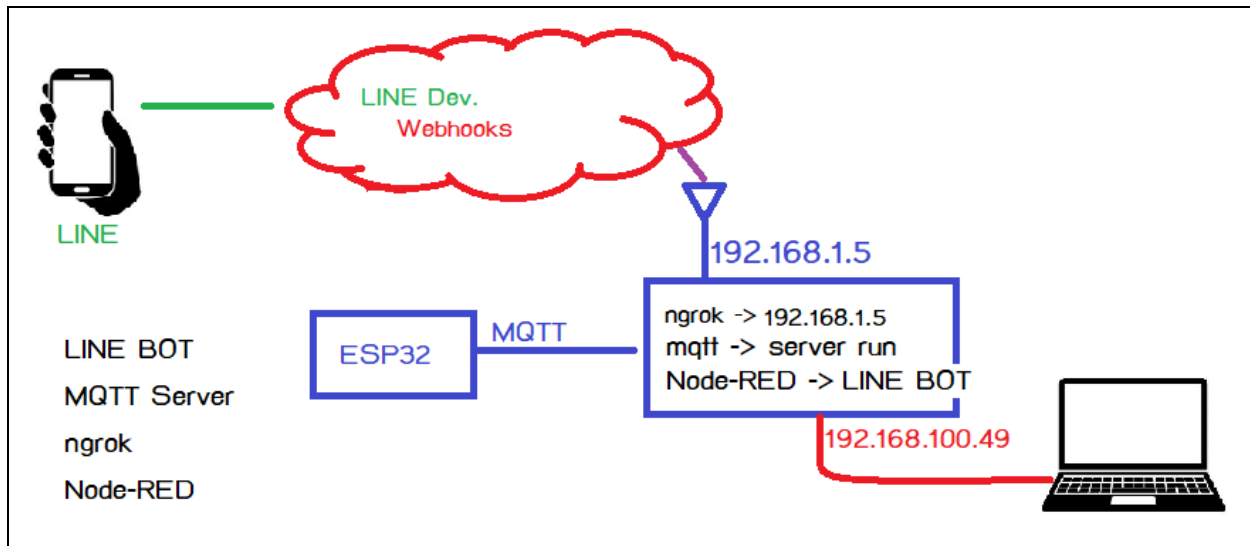 LINE Dev.
Webhooks
LINE
192.168.1.5
ngrok -> 192.168.1.5
mqtt -> server run
Node-RED -> LINE BOT
ESP32
MQTT
192.168.100.49
LINE BOT
MQTT Server
ngrok
Node-RED